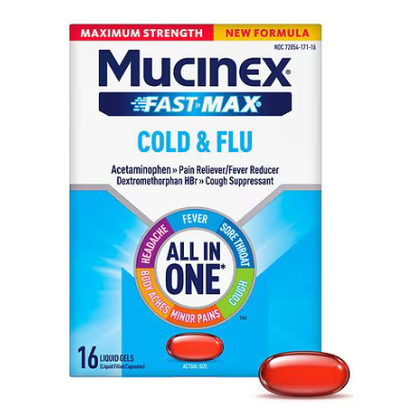 MAXIMUM STRENGTH NEW FORMULA
NDC 72854-171-16
Mucinex®
FAST»MAX®
COLD & FLU
Acetaminophen » Pain Reliever/Fever Reducer
Dextromethorphan HBr » Cough Suppressant
HEADACHE FEVER SORE THROAT
ALL IN
ONE*
BODY ACHES MINOR PAINS COUGH
TM
16 LIQUID GELS
(Liquid Filled Capsules)
ACTUAL SIZE